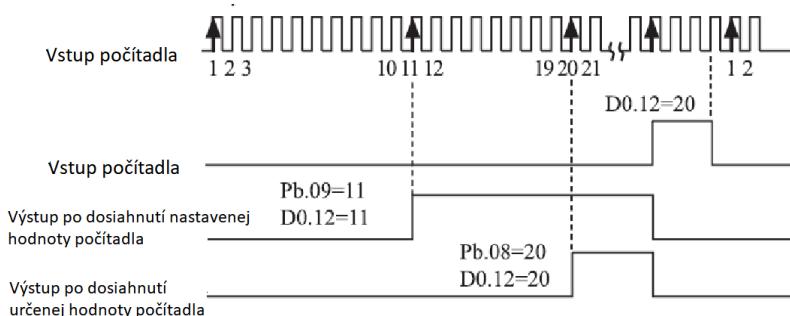 Vstup počítadla
1 2 3
10 11 12
19 20 21
1 2
D0.12=20
Vstup počítadla
Pb.09=11
D0.12=11
Výstup po dosiahnutí nastavenej
hodnoty počítadla
Pb.08=20
D0.12=20
Výstup po dosiahnutí
určenej hodnoty počítadla